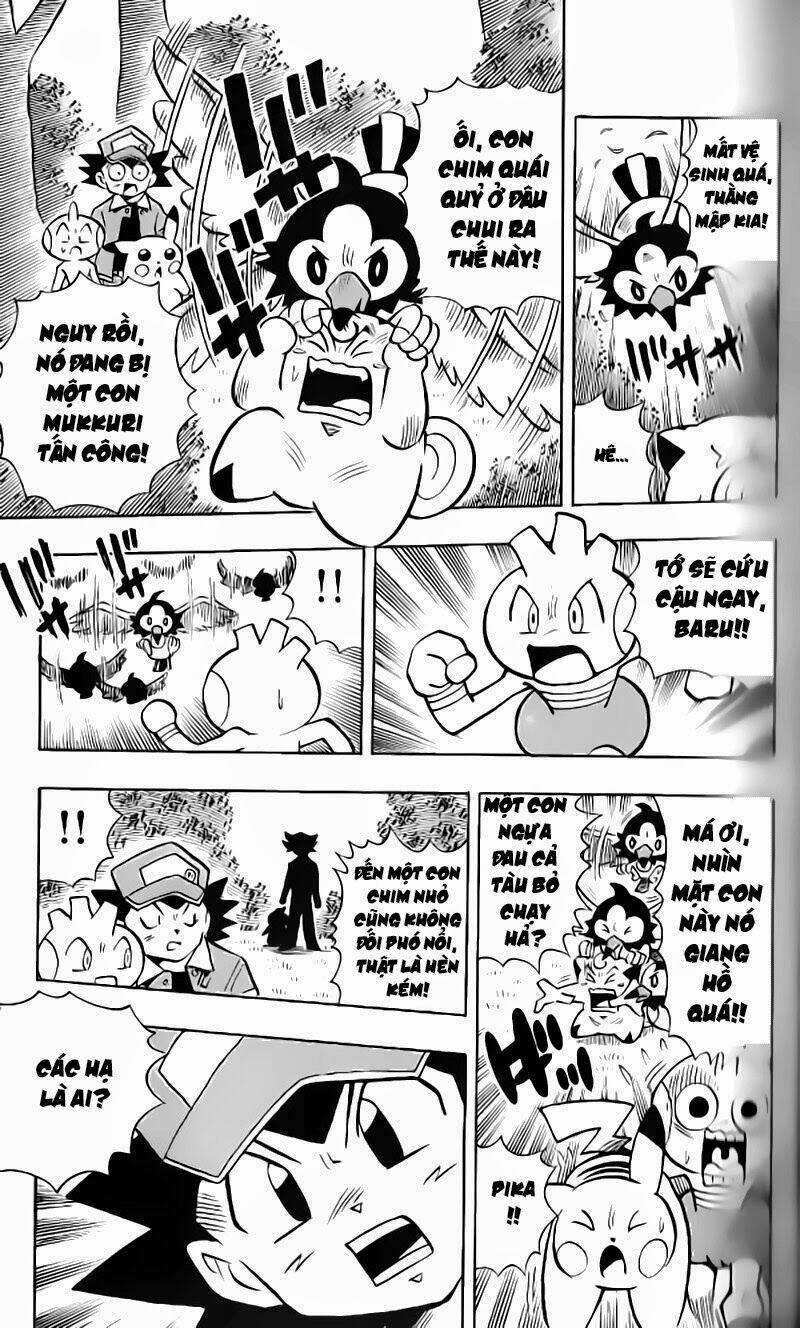 MẤT VỆ
SINH QUÁ,
THẰNG
MẬP KIA!
HÊ...
ỐI, CON
CHIM QUÁI
QUỶ Ở ĐÂU
CHUI RA
THẾ NÀY!
NGUY RỒI,
NÓ ĐANG BỊ
MỘT CON
MUKKURI
TẤN CÔNG!
TỚ SẼ CỨU
CẬU NGAY,
BARU!!
!!
MÁ ƠI,
NHÌN
MẶT CON
NÀY NÓ
GIANG
HỒ
QUÁ!!
MỘT CON
NGỰA
ĐAU CẢ
TÀU BỎ
CHẠY
HẢ?
PIKA
!!
ĐẾN MỘT CON
CHIM NHỎ
CŨNG KHÔNG
ĐỐI PHÓ NỔI,
THẬT LÀ HÈN
KÉM!
!!
CÁC HẠ
LÀ AI?